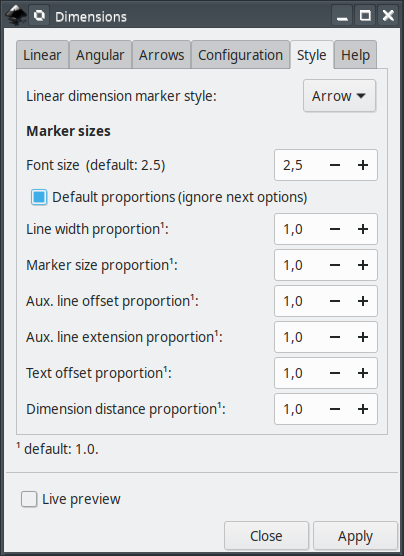 Dimensions
Linear Angular Arrows Configuration Style Help
Linear dimension marker style: Arrow
Marker sizes
Font size (default: 2.5) 2,5
Default proportions (ignore next options)
Line width proportion¹: 1,0
Marker size proportion¹: 1,0
Aux. line offset proportion¹: 1,0
Aux. line extension proportion¹: 1,0
Text offset proportion¹: 1,0
Dimension distance proportion¹: 1,0
¹ default: 1.0.
Live preview
Close Apply